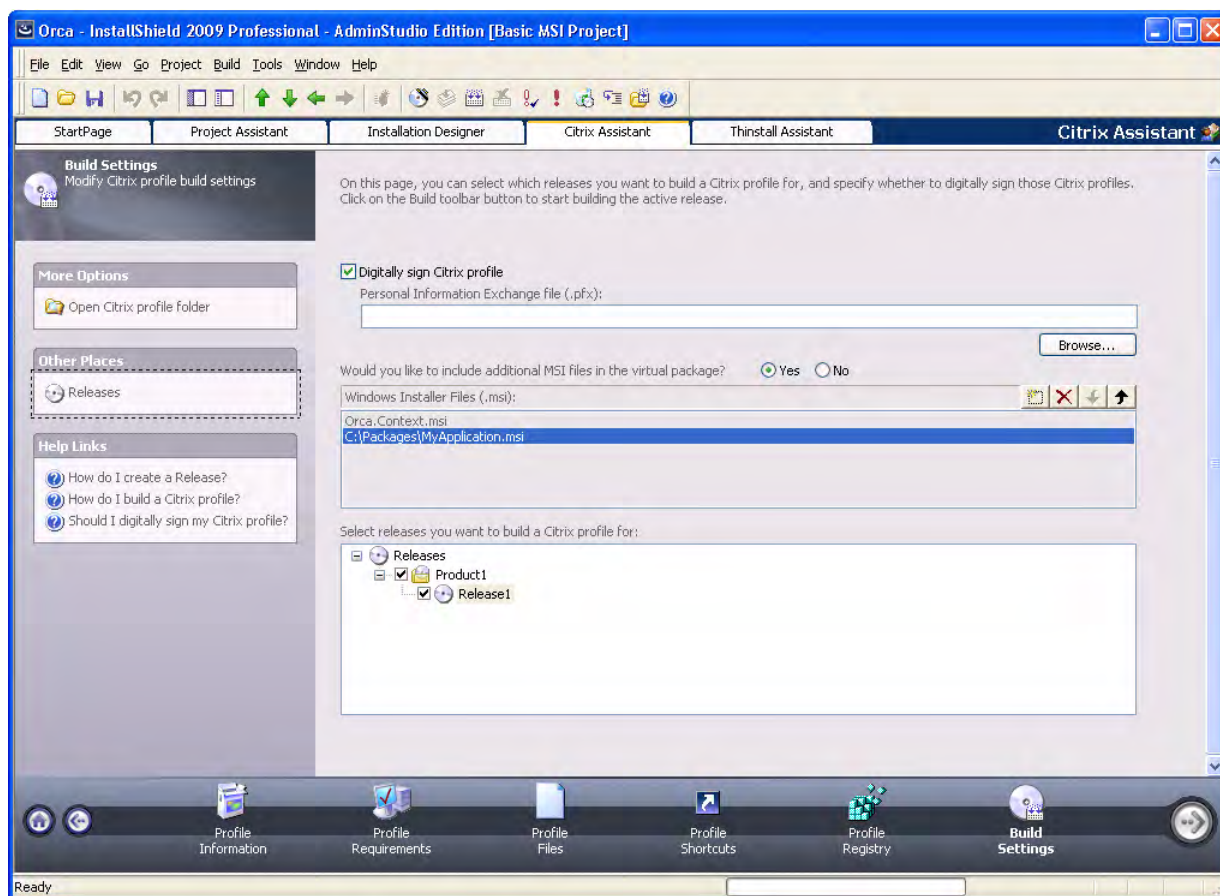 Orca - InstallShield 2009 Professional - AdminStudio Edition [Basic MSI Project]
File Edit View Go Project Build Tools Window Help
StartPage Project Assistant Installation Designer Citrix Assistant Thinstall Assistant Citrix Assistant
Build Settings
Modify Citrix profile build settings
On this page, you can select which releases you want to build a Citrix profile for, and specify whether to digitally sign those Citrix profiles.
Click on the Build toolbar button to start building the active release.
More Options
Open Citrix profile folder
Other Places
Releases
Help Links
How do I create a Release?
How do I build a Citrix profile?
Should I digitally sign my Citrix profile?
Digitally sign Citrix profile
Personal Information Exchange file (.pfx):
Browse...
Would you like to include additional MSI files in the virtual package? Yes No
Windows Installer Files (.msi):
Orca.Context.msi
C:\Packages\MyApplication.msi
Select releases you want to build a Citrix profile for:
Releases
Product1
Release1
Profile Information
Profile Requirements
Profile Files
Profile Shortcuts
Profile Registry
Build Settings
Ready